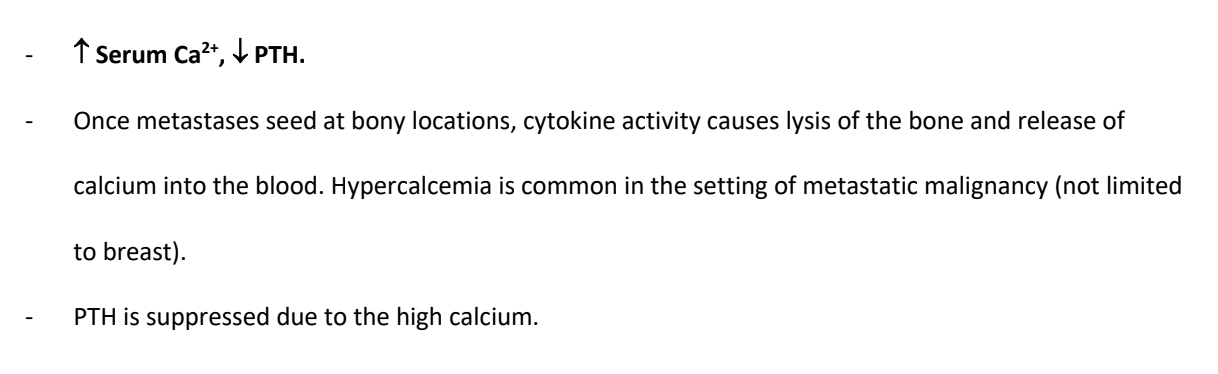 - ↑ Serum Ca²⁺, ↓ PTH.
- Once metastases seed at bony locations, cytokine activity causes lysis of the bone and release of
calcium into the blood. Hypercalcemia is common in the setting of metastatic malignancy (not limited
to breast).
- PTH is suppressed due to the high calcium.